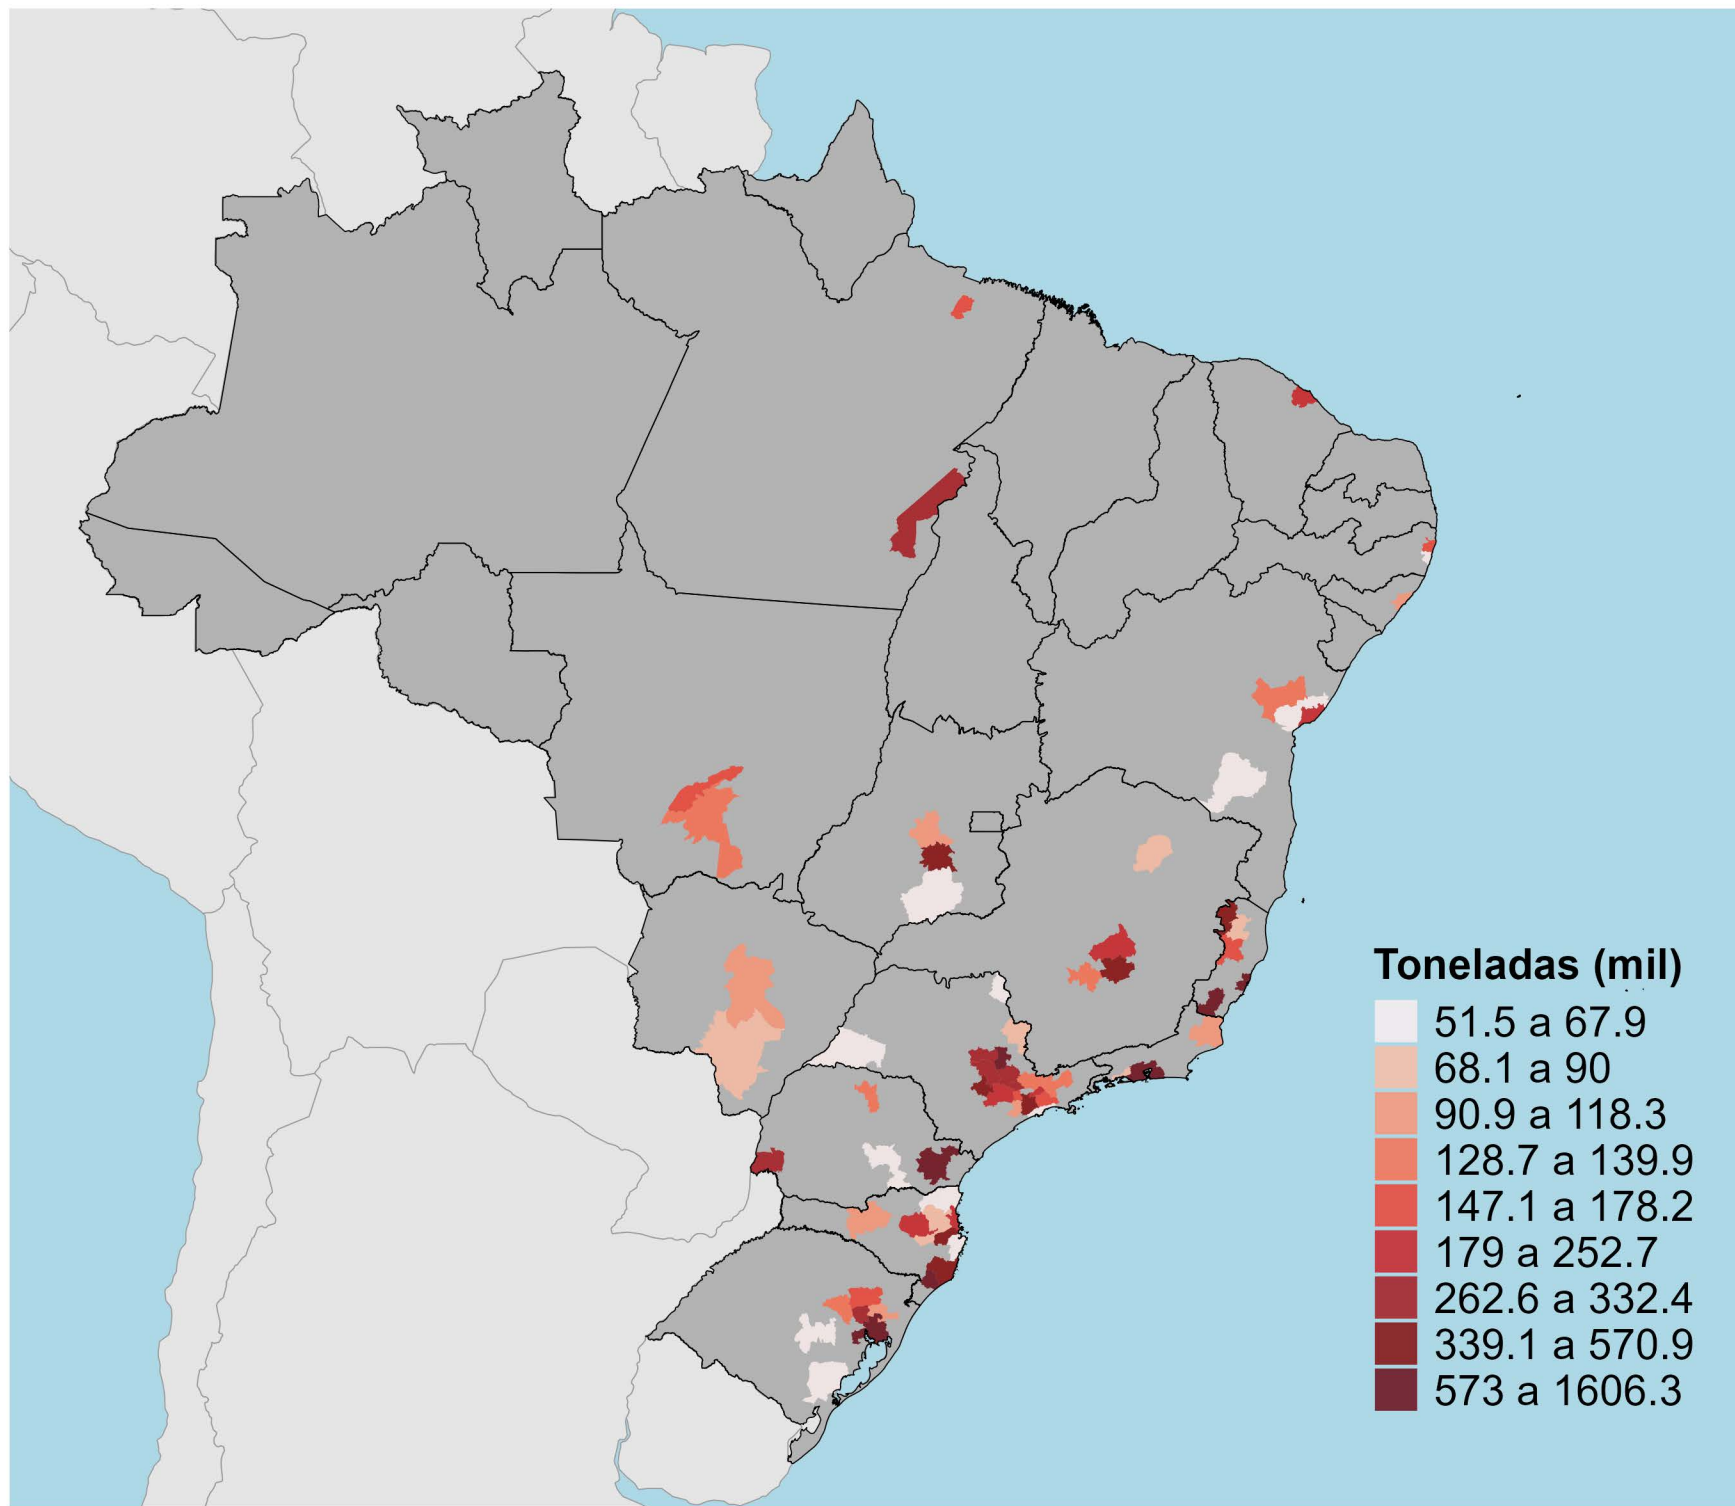 Toneladas (mil)
51.5 a 67.9
68.1 a 90
90.9 a 118.3
128.7 a 139.9
147.1 a 178.2
179 a 252.7
262.6 a 332.4
339.1 a 570.9
573 a 1606.3